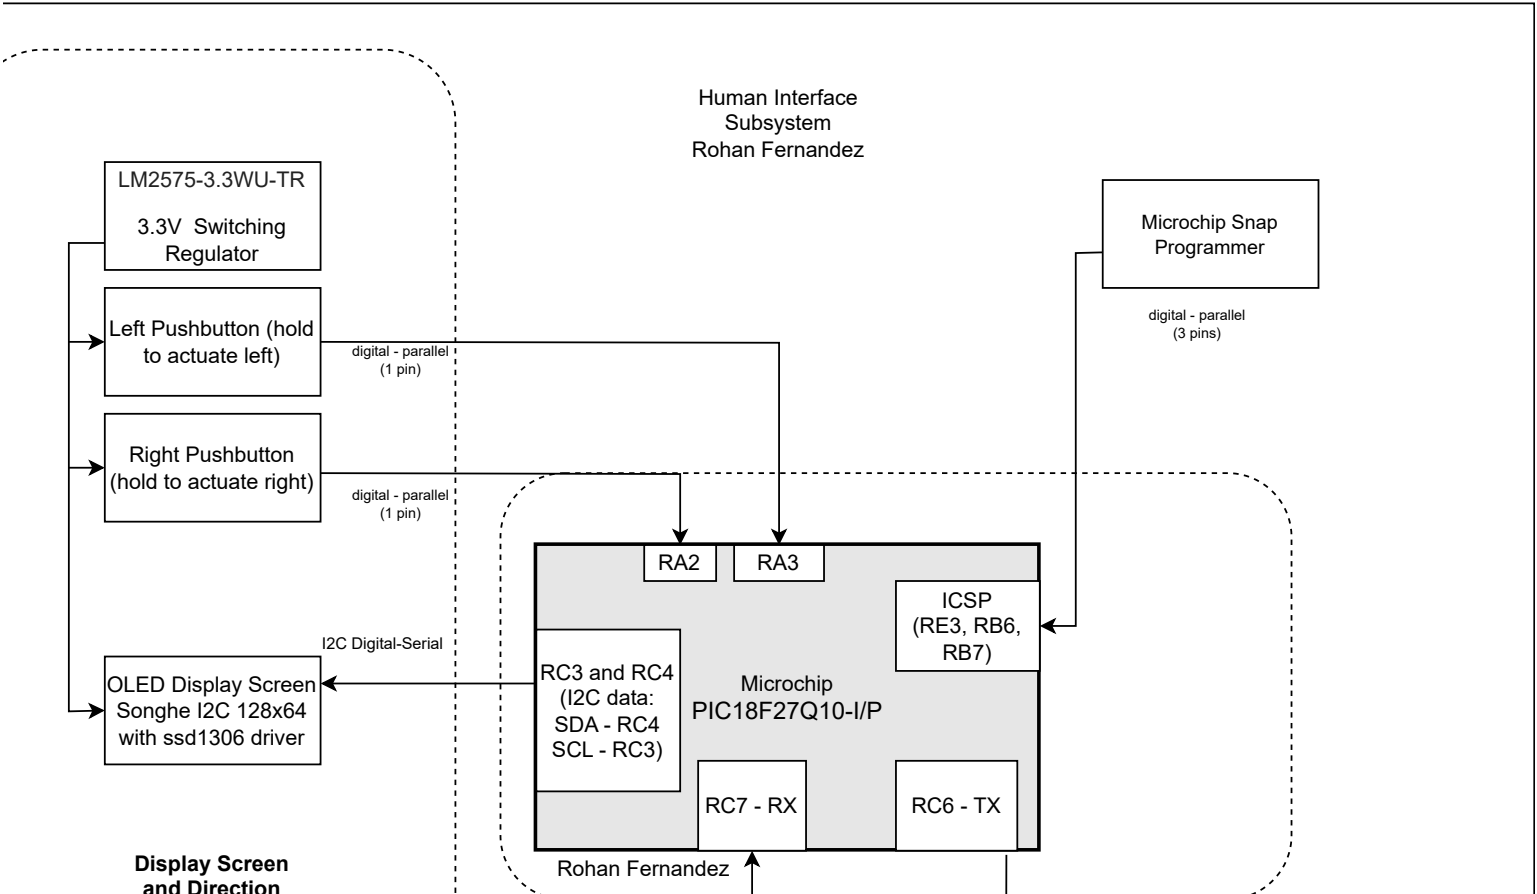 Human Interface
Subsystem
Rohan Fernandez
LM2575-3.3WU-TR
3.3V  Switching
Regulator
Microchip Snap
Programmer
digital - parallel
(3 pins)
Left Pushbutton (hold
to actuate left)
digital - parallel
(1 pin)
Right Pushbutton
(hold to actuate right)
digital - parallel
(1 pin)
RA2
RA3
ICSP
(RE3, RB6,
RB7)
I2C Digital-Serial
OLED Display Screen
Songhe I2C 128x64
with ssd1306 driver
RC3 and RC4
(I2C data:
SDA - RC4
SCL - RC3)
Microchip
PIC18F27Q10-I/P
RC7 - RX
RC6 - TX
Rohan Fernandez
Display Screen
and Direction